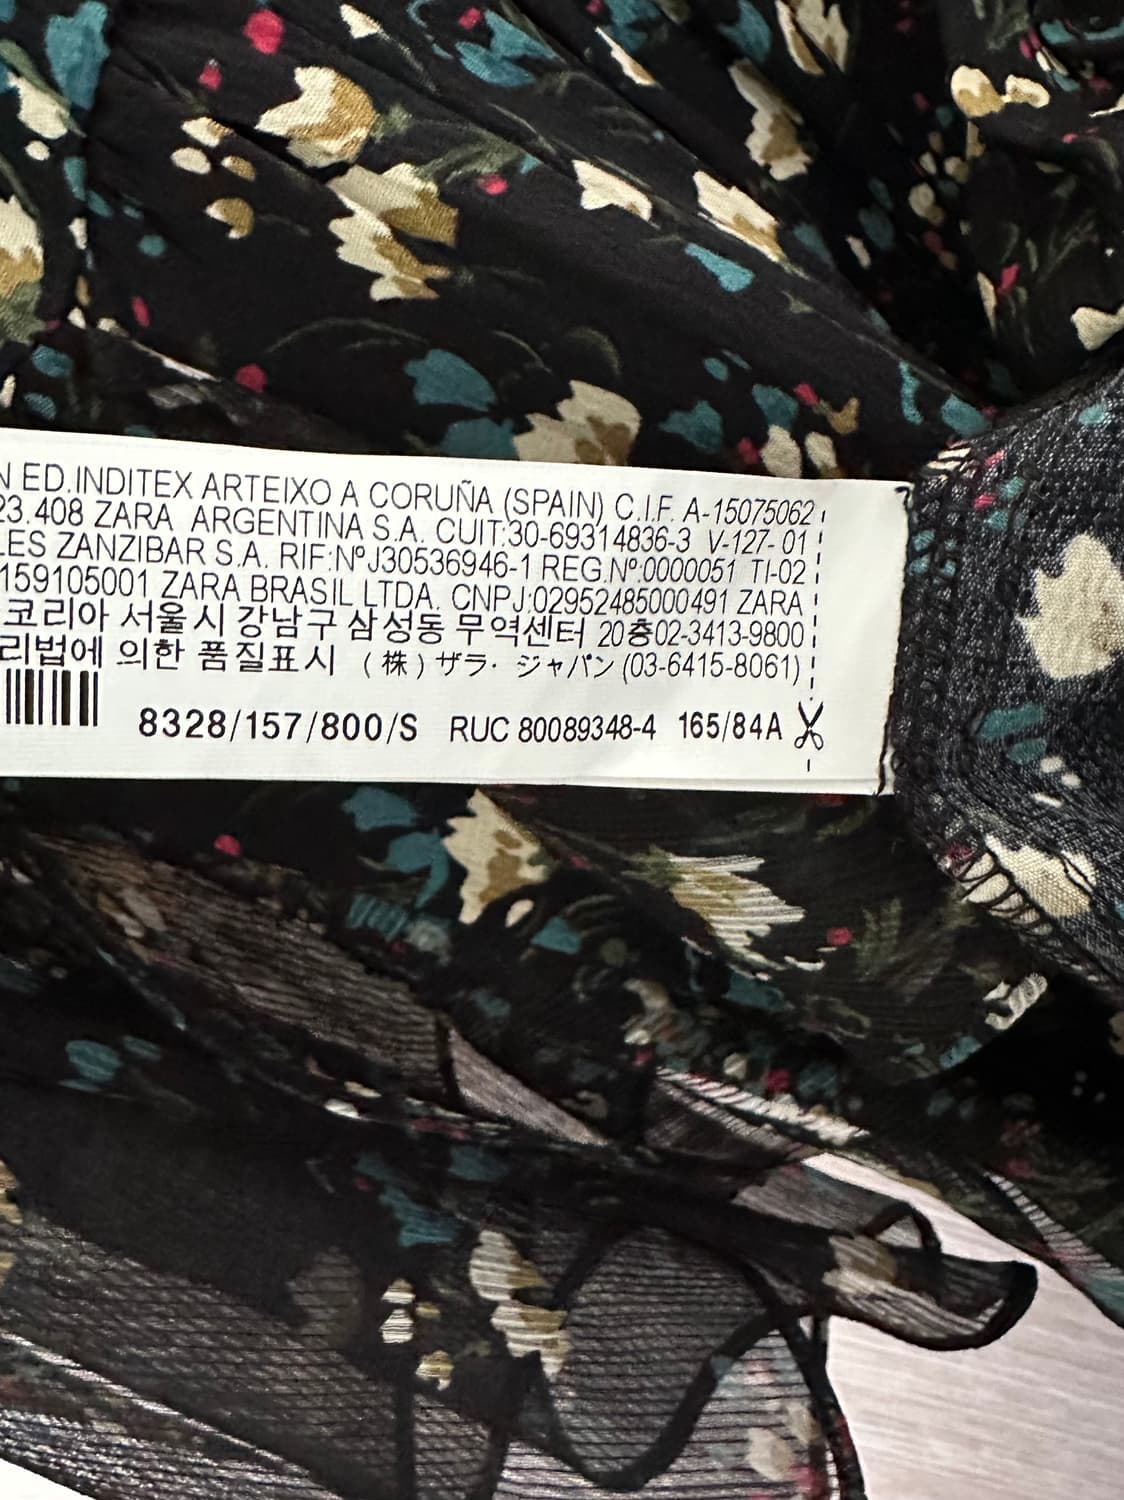 N ED.INDITEX ARTEIXO A CORUÑA (SPAIN) C.I.F. A-15075062
23.408 ZARA ARGENTINA S.A. CUIT:30-69314836-3 V-127- 01
LES ZANZIBAR S.A. RIF:NºJ30536946-1 REG.Nº:0000051 TI-02
159105001 ZARA BRASIL LTDA. CNPJ:02952485000491 ZARA
코리아 서울시 강남구 삼성동 무역센터 20층02-3413-9800
리법에 의한 품질표시 (株) ザラ・ジャパン (03-6415-8061)
8328/157/800/S RUC 80089348-4 165/84A